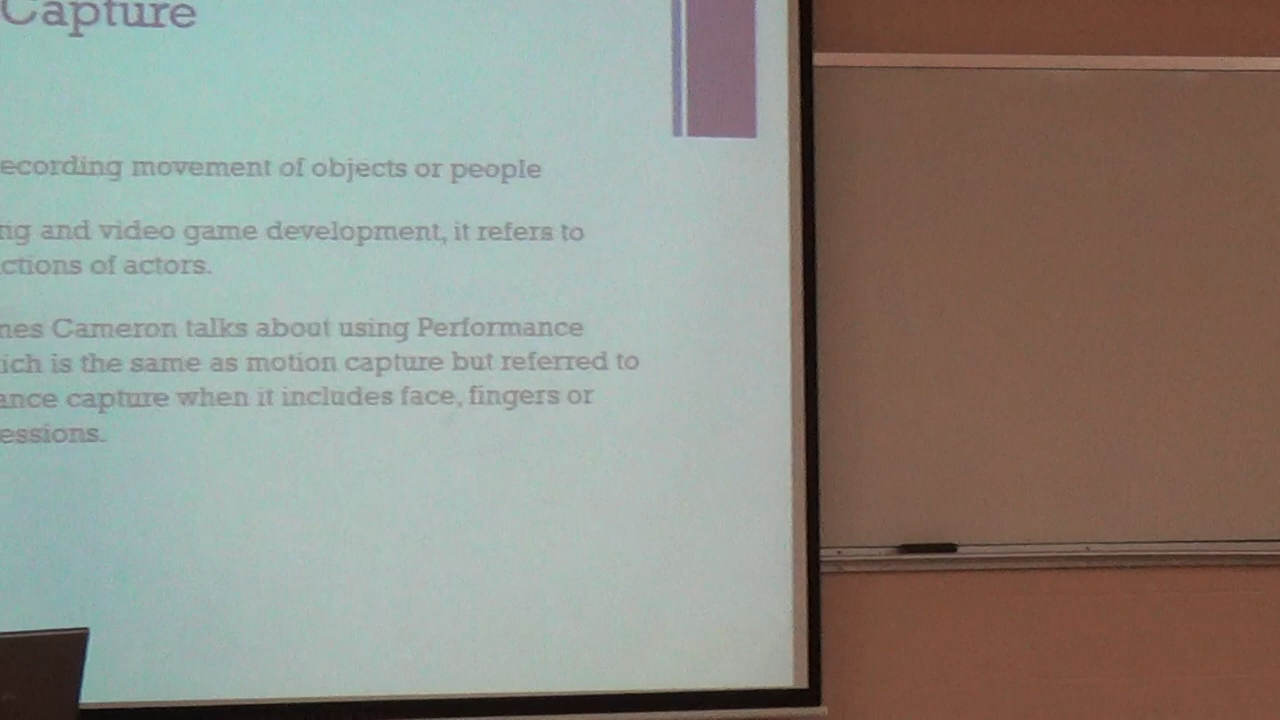 Capture
ecording movement of objects or people
ng and video game development, it refers to
ctions of actors.
nes Cameron talks about using Performance
ich is the same as motion capture but referred to
ance capture when it includes face, fingers or
essions.